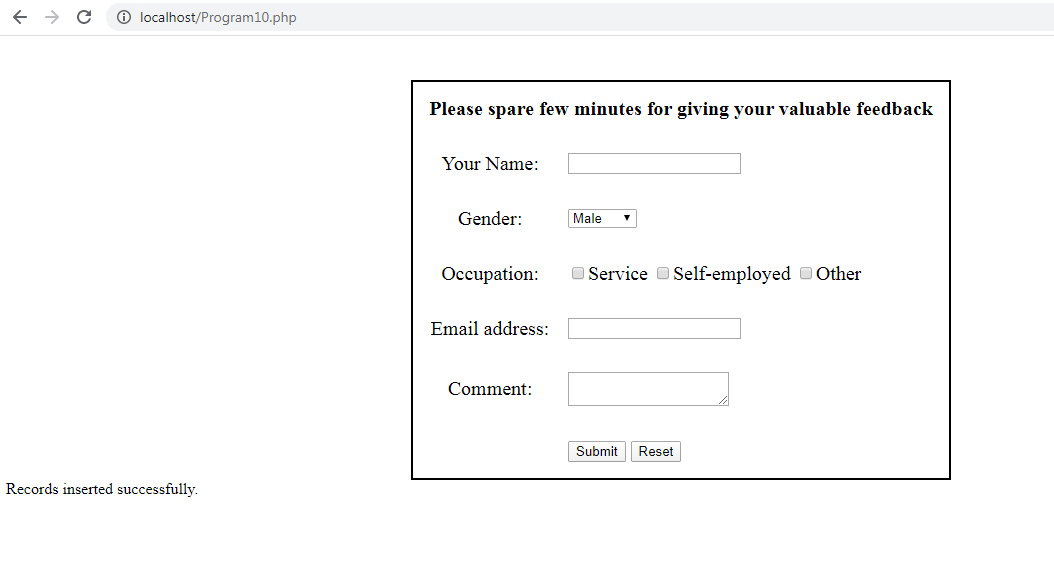 localhost/Program10.php
Please spare few minutes for giving your valuable feedback
Your Name:
Gender: Male
Occupation: Service Self-employed Other
Email address:
Comment:
Submit Reset
Records inserted successfully.